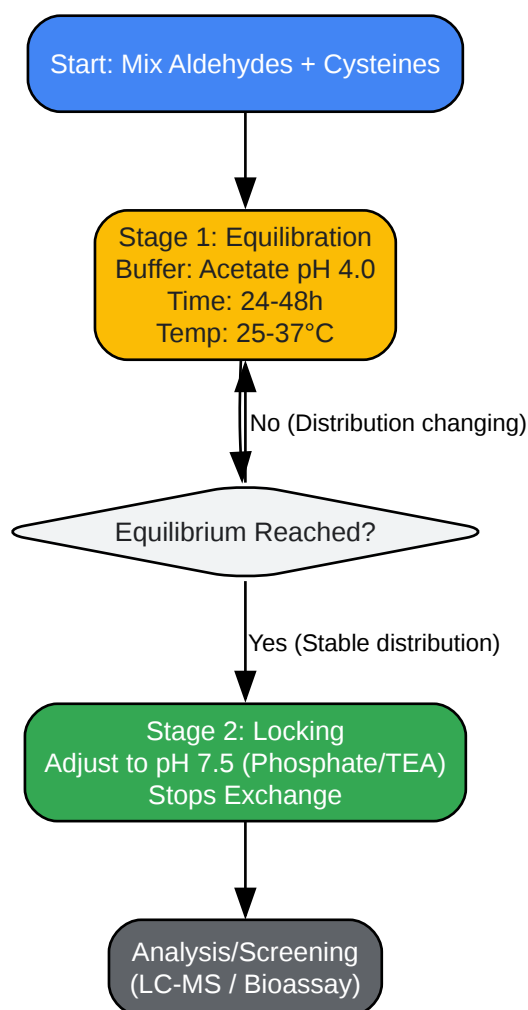 Start: Mix Aldehydes + Cysteines
Stage 1: Equilibration
Buffer: Acetate pH 4.0
Time: 24-48h
Temp: 25-37°C
No (Distribution changing)
Equilibrium Reached?
Yes (Stable distribution)
Stage 2: Locking
Adjust to pH 7.5 (Phosphate/TEA)
Stops Exchange
Analysis/Screening
(LC-MS / Bioassay)